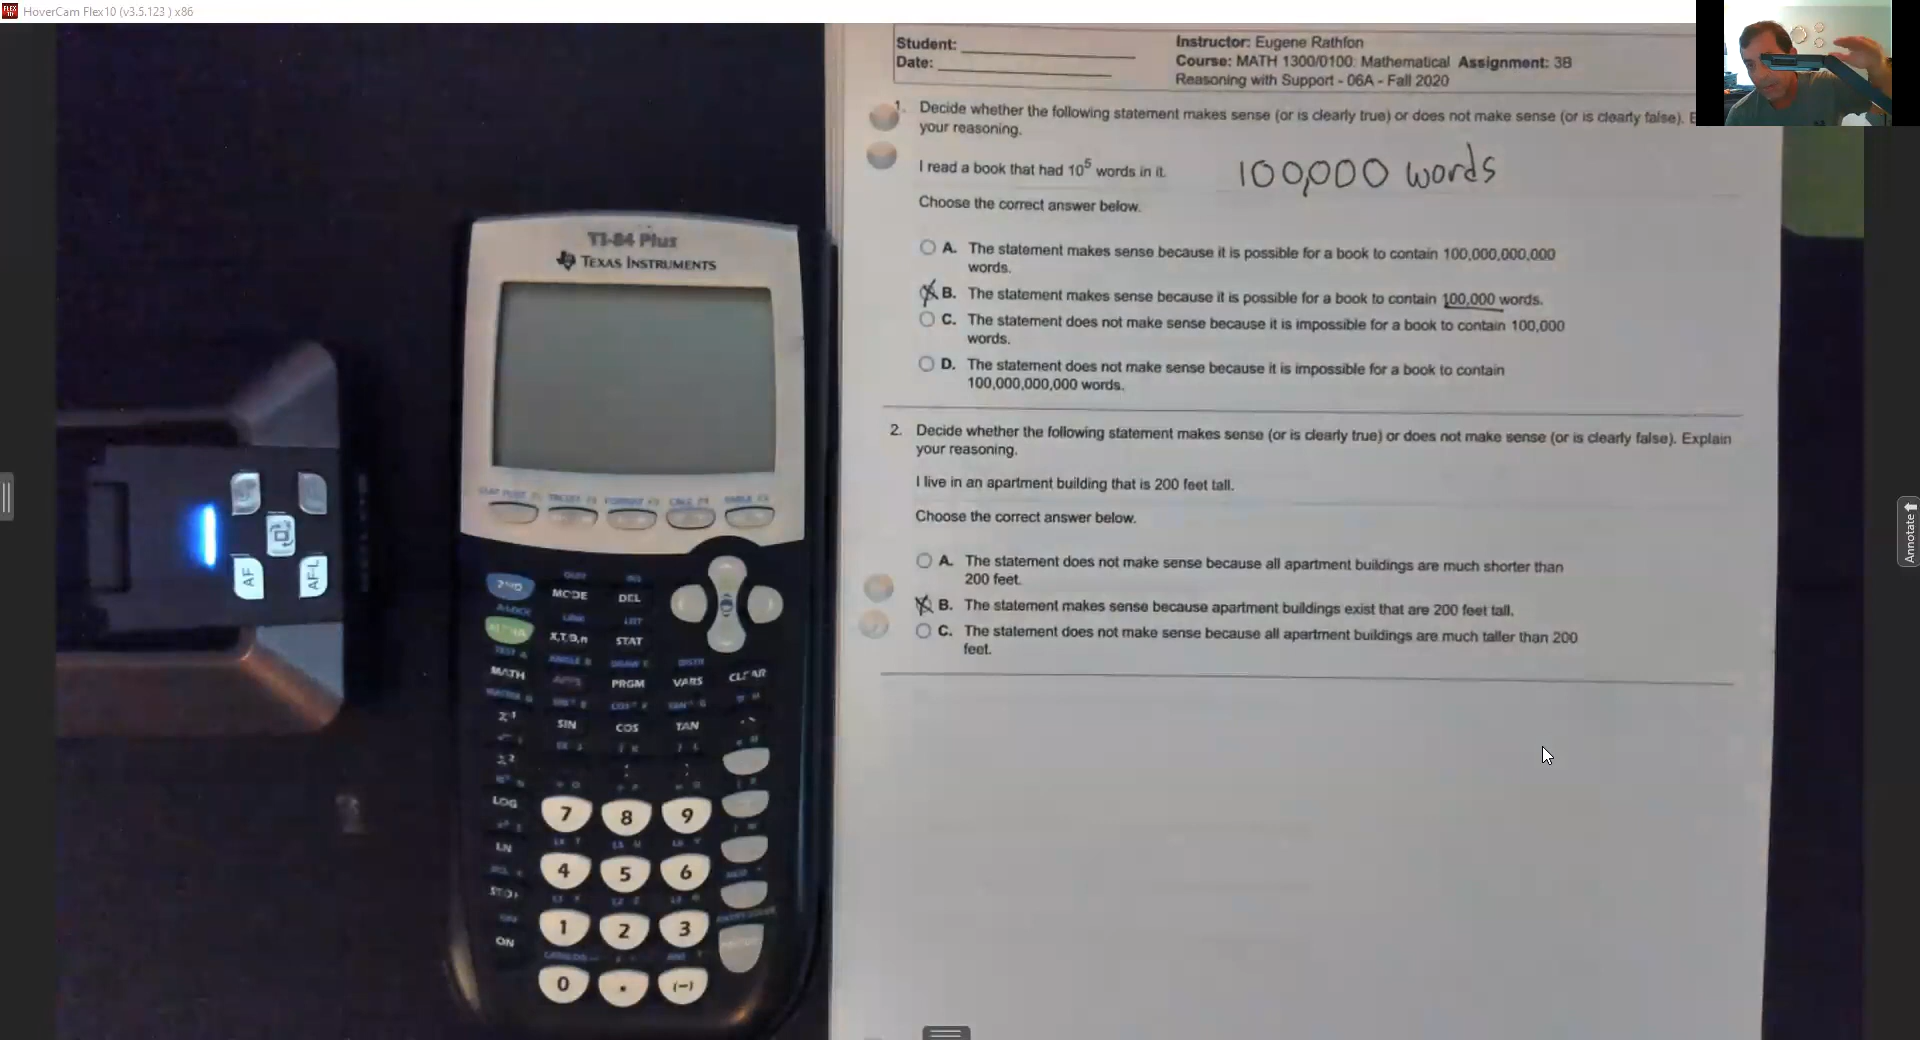 HoverCam Flex10 (v3.5.123 ) x86
Student:
Date:
Instructor: Eugene Rathfon
Course: MATH 1300/0100: Mathematical Assignment: 3B
Reasoning with Support - 06A - Fall 2020
1. Decide whether the following statement makes sense (or is clearly true) or does not make sense (or is clearly false). E
your reasoning.
I read a book that had 10⁵ words in it.
100,000 words
Choose the correct answer below.
A. The statement makes sense because it is possible for a book to contain 100,000,000,000
words.
B. The statement makes sense because it is possible for a book to contain 100,000 words.
C. The statement does not make sense because it is impossible for a book to contain 100,000
words.
D. The statement does not make sense because it is impossible for a book to contain
100,000,000,000 words.
2. Decide whether the following statement makes sense (or is clearly true) or does not make sense (or is clearly false). Explain
your reasoning.
I live in an apartment building that is 200 feet tall.
Choose the correct answer below.
A. The statement does not make sense because all apartment buildings are much shorter than
200 feet.
B. The statement makes sense because apartment buildings exist that are 200 feet tall.
C. The statement does not make sense because all apartment buildings are much taller than 200
feet.
TI-84 Plus
TEXAS INSTRUMENTS
2ND
MODE
DEL
A-LOCK
LINK
LIST
ALPHA
X,T,θ,n
STAT
MATH
APPS
PRGM
VARS
CLEAR
SIN
COS
TAN
LOG
7
8
9
LN
4
5
6
STO▸
1
2
3
ON
0
.
(−)
AF
AF-L
Annotate